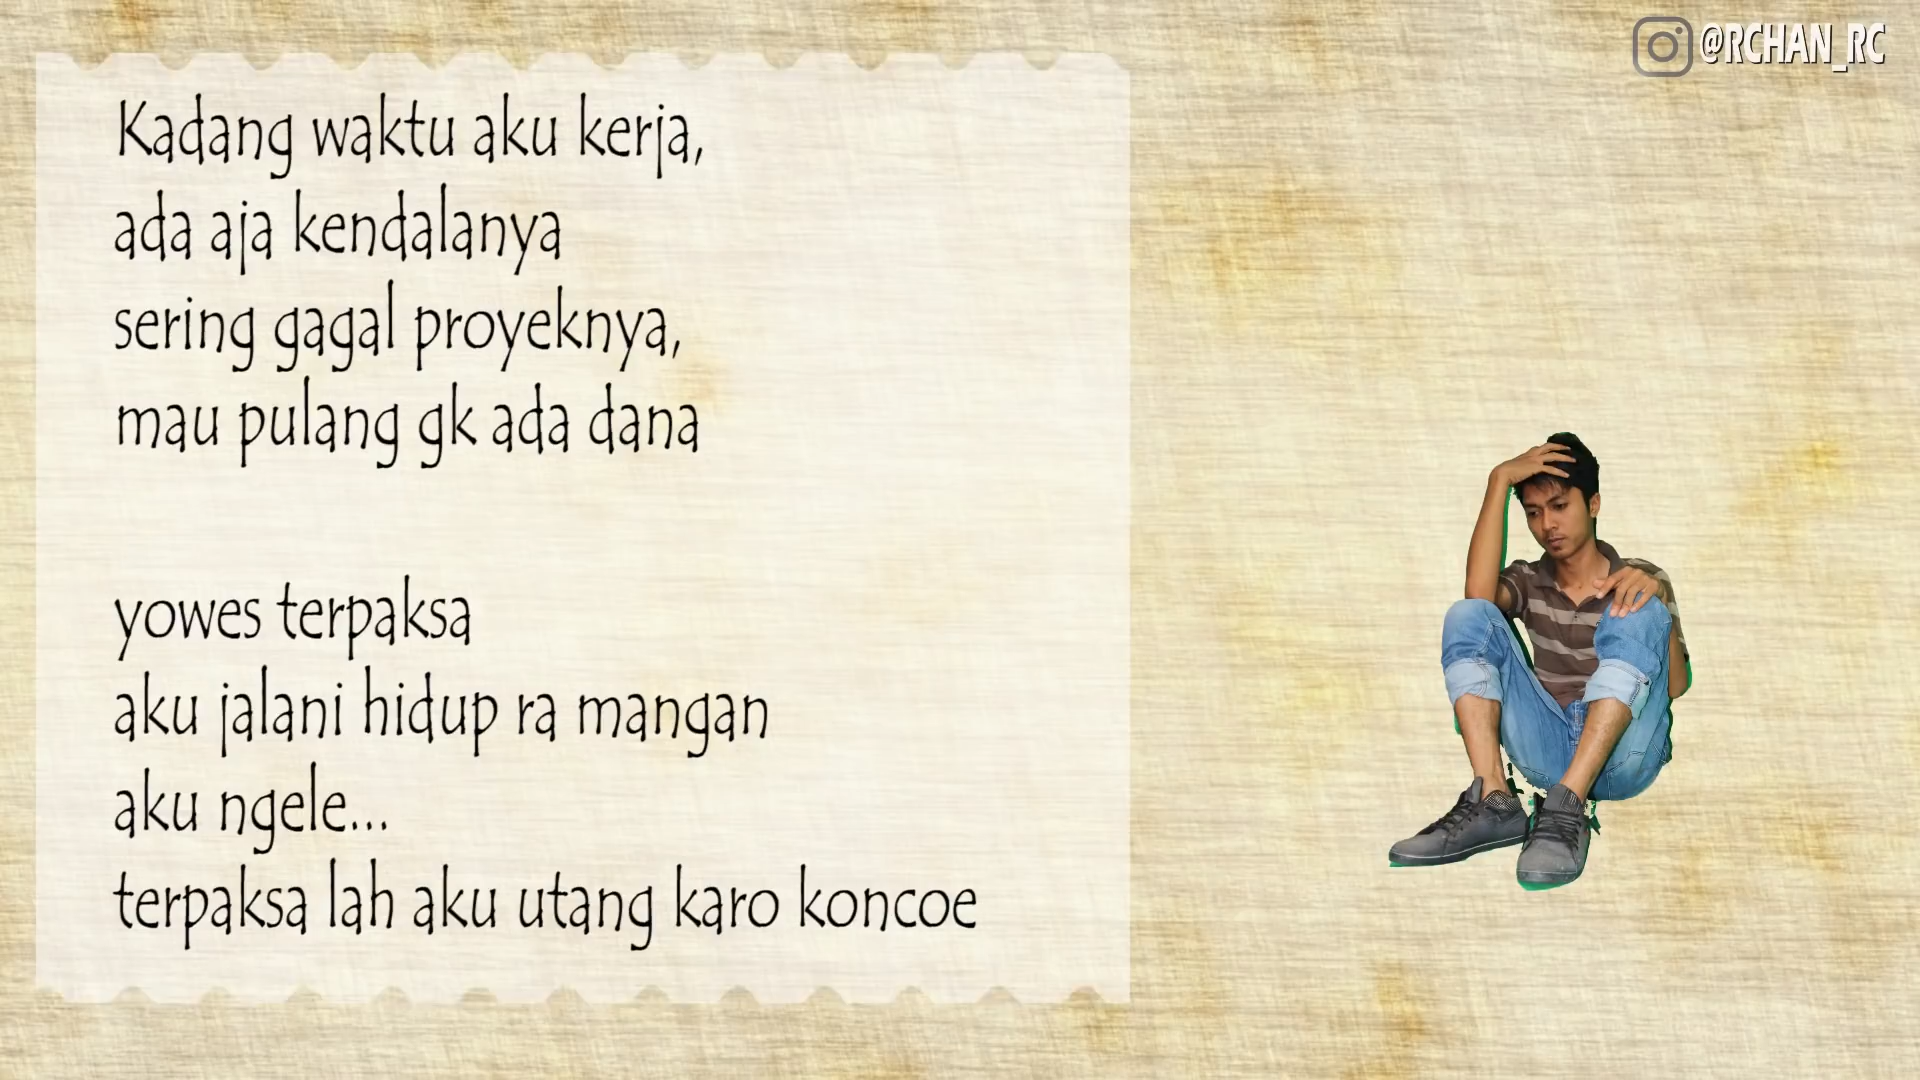 @RCHAN_RC
Kadang waktu aku kerja,
ada aja kendalanya
sering gagal proyeknya,
mau pulang gk ada dana
yowes terpaksa
aku jalani hidup ra mangan
aku ngele...
terpaksa lah aku utang karo koncoe